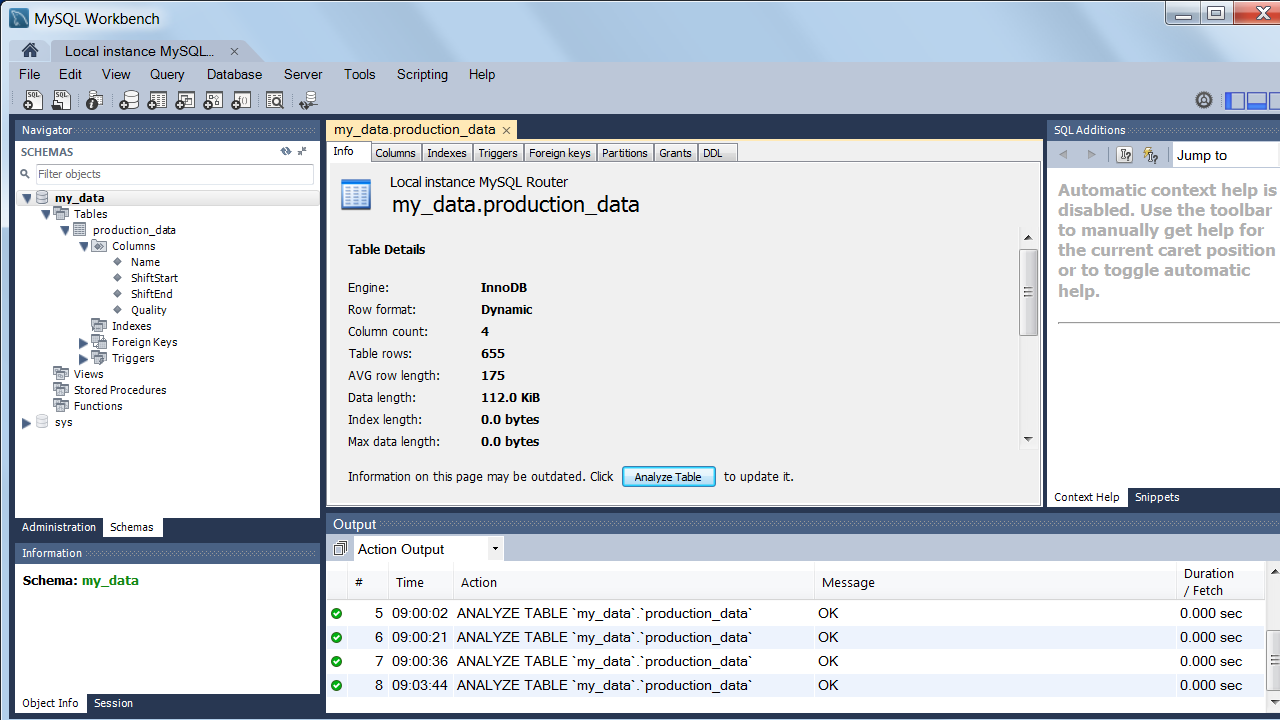 MySQL Workbench
Local instance MySQL...
File Edit View Query Database Server Tools Scripting Help
Navigator
SCHEMAS
Filter objects
my_data
Tables
production_data
Columns
Name
ShiftStart
ShiftEnd
Quality
Indexes
Foreign Keys
Triggers
Views
Stored Procedures
Functions
sys
Administration Schemas
Information
Schema: my_data
Object Info Session
my_data.production_data
Info Columns Indexes Triggers Foreign keys Partitions Grants DDL
Local instance MySQL Router
my_data.production_data
Table Details
Engine: InnoDB
Row format: Dynamic
Column count: 4
Table rows: 655
AVG row length: 175
Data length: 112.0 KiB
Index length: 0.0 bytes
Max data length: 0.0 bytes
Information on this page may be outdated. Click Analyze Table to update it.
SQL Additions
Jump to
Automatic context help is
disabled. Use the toolbar
to manually get help for
the current caret position
or to toggle automatic
help.
Context Help Snippets
Output
Action Output
# Time Action Message Duration / Fetch
5 09:00:02 ANALYZE TABLE `my_data`.`production_data` OK 0.000 sec
6 09:00:21 ANALYZE TABLE `my_data`.`production_data` OK 0.000 sec
7 09:00:36 ANALYZE TABLE `my_data`.`production_data` OK 0.000 sec
8 09:03:44 ANALYZE TABLE `my_data`.`production_data` OK 0.000 sec